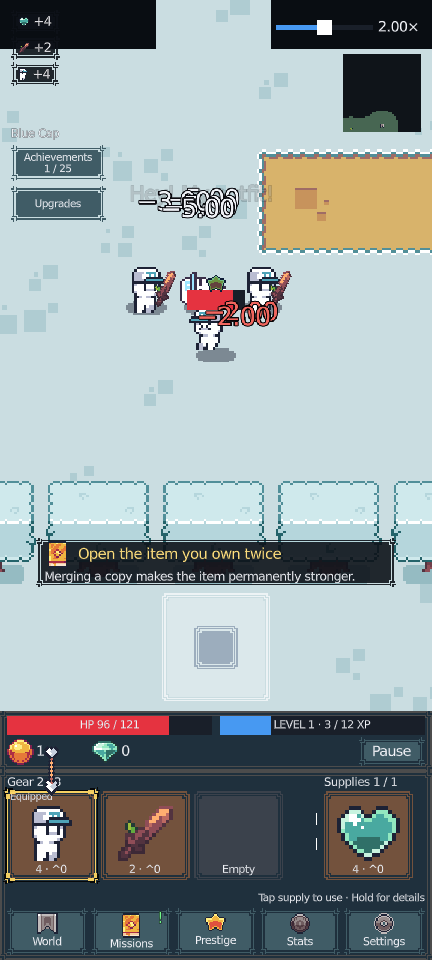 +4
2.00×
+2
+4
Blue Cap
Achievements
1 / 25
Upgrades
-5.00
-2.00
Open the item you own twice
Merging a copy makes the item permanently stronger.
HP 96 / 121
LEVEL 1 · 3 / 12 XP
1
0
Pause
Gear 2
Supplies 1 / 1
Equipped
4 · ^0
2 · ^0
Empty
4 · ^0
Tap supply to use · Hold for details
World
Missions
!
Prestige
Stats
Settings